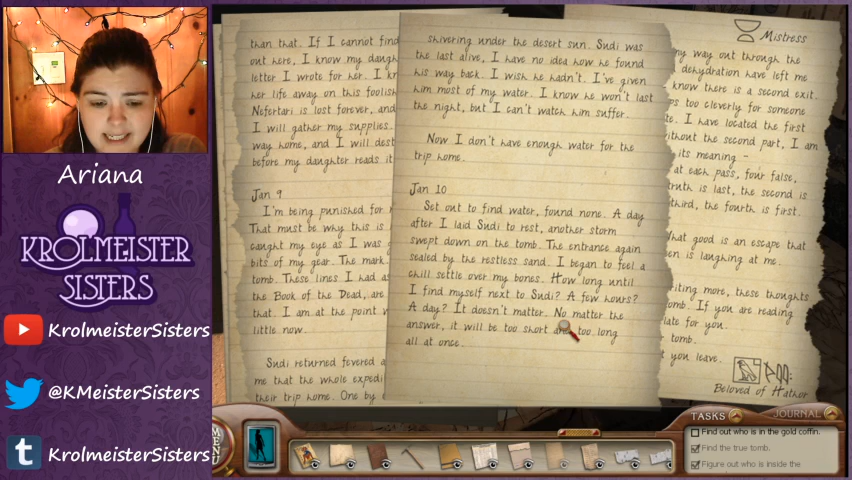 Ariana
KROLMEISTER
SISTERS
KrolmeisterSisters
@KMeisterSisters
KrolmeisterSisters
than that. If I cannot find
out here, I know my daugh
letter I wrote for her. I kn
her life away on this foolish
Nefertari is lost forever, and
I will gather my supplies.
way home, and I will dest
before my daughter reads it
Jan 9
I'm being punished for
That must be why this is
caught my eye as I was
bits of my gear. The mark
tomb. These lines I had as
the Book of the Dead, are
that. I am at the point w
little now.
Sudi returned fevered a
me that the whole expedi
their trip home. One by
shivering under the desert sun. Sudi was
the last alive, I have no idea how he found
his way back. I wish he hadn't. I've given
him most of my water. I know he won't last
the night, but I can't watch him suffer.
Now I don't have enough water for the
trip home.
Jan 10
Set out to find water, found none. A day
after I laid Sudi to rest, another storm
swept down on the tomb. The entrance again
sealed by the restless sand. I began to feel a
chill settle over my bones. How long until
I find myself next to Sudi? A few hours?
A day? It doesn't matter. No matter the
answer, it will be too short and too long
all at once.
Mistress
my way out through the
dehydration have left me
know there is a second exit.
ps too cleverly for someone
te. I have located the first
ithout the second part, I am
its meaning -
at each pass, four false,
truth is last, the second is
third, the fourth is first.
What good is an escape that
en is laughing at me.
iting more, these thoughts
omb. If you are reading
late for you.
r tomb.
t you leave.
Beloved of Hathor
MENU
TASKS
JOURNAL
Find out who is in the gold coffin.
Find the true tomb.
Figure out who is inside the